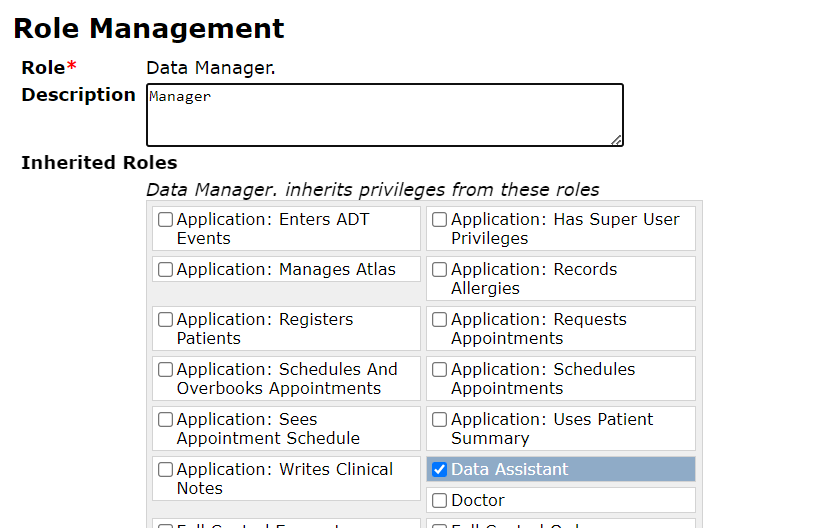 Role Management
Role* Data Manager.
Description Manager
Inherited Roles
Data Manager. inherits privileges from these roles
Application: Enters ADT Events
Application: Has Super User Privileges
Application: Manages Atlas
Application: Records Allergies
Application: Registers Patients
Application: Requests Appointments
Application: Schedules And Overbooks Appointments
Application: Schedules Appointments
Application: Sees Appointment Schedule
Application: Uses Patient Summary
Application: Writes Clinical Notes
Data Assistant
Doctor